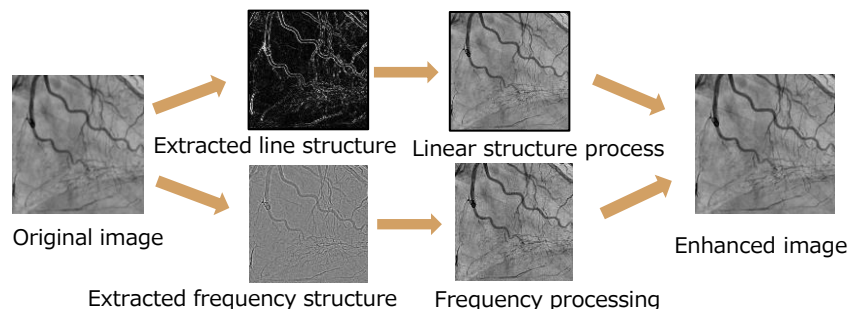 Extracted line structure
Linear structure process
Original image
Enhanced image
Extracted frequency structure
Frequency processing